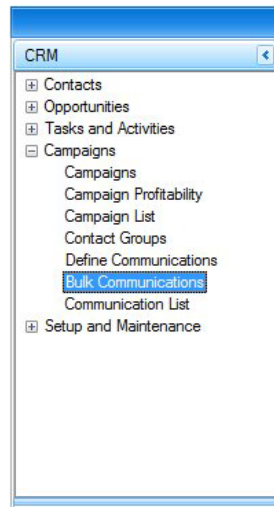 CRM
Contacts
Opportunities
Tasks and Activities
Campaigns
Campaigns
Campaign Profitability
Campaign List
Contact Groups
Define Communications
Bulk Communications
Communication List
Setup and Maintenance